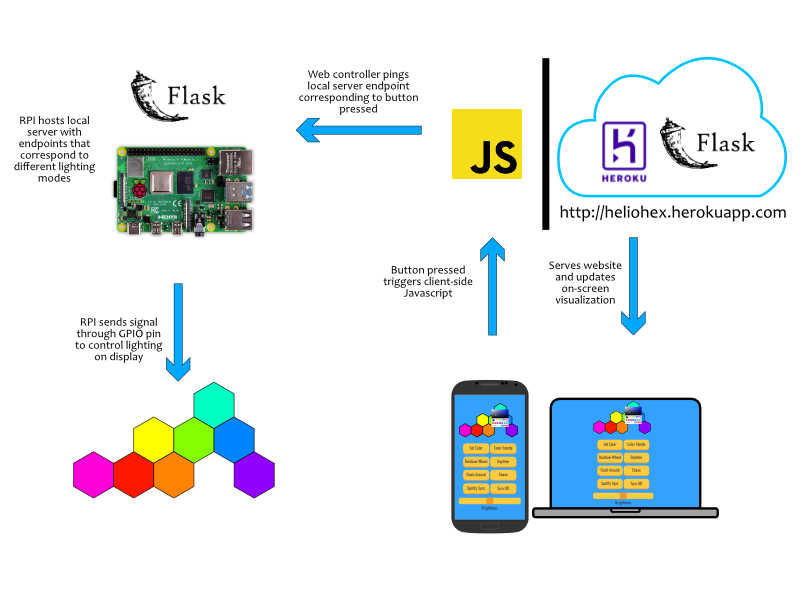 Web controller pings
local server endpoint
corresponding to button
pressed
Flask
RPI hosts local
server with
endpoints that
correspond to
different lighting
modes
HDMI
JS
HEROKU
Flask
http://heliohex.herokuapp.com
Button pressed
triggers client-side
Javascript
Serves website
and updates
on-screen
visualization
RPI sends signal
through GPIO pin
to control lighting
on display
Set Color
Color Palette
Rainbow Wheel
Daytime
Flash Around
Chase
Spotify Sync
Turn Off
Brightness
Set Color
Color Palette
Rainbow Wheel
Daytime
Flash Around
Chase
Spotify Sync
Turn Off
Brightness